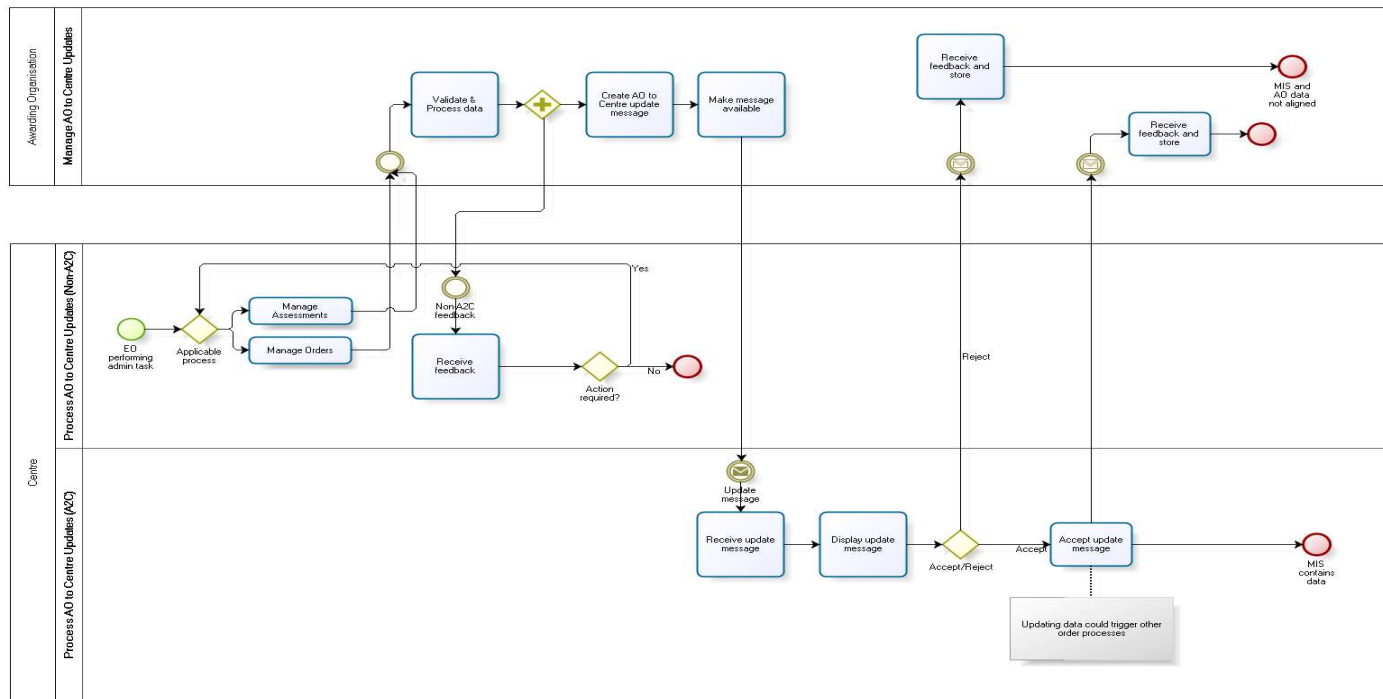 Awarding Organisation
Manage AO to Centre Updates
Validate &
Process data
Create AO to
Centre update
message
Make message
available
Receive
feedback and
store
MIS and
AO data
not aligned
Receive
feedback and
store
Centre
Process AO to Centre Updates (Non-A2C)
EO
performing
admin task
Applicable
process
Manage
Assessments
Manage Orders
Yes
Non-A2C
feedback
Receive
feedback
Action
required?
No
Reject
Process AO to Centre Updates (A2C)
Update
message
Receive update
message
Display update
message
Accept/Reject
Accept
Accept update
message
MIS
contains
data
Updating data could trigger other
order processes